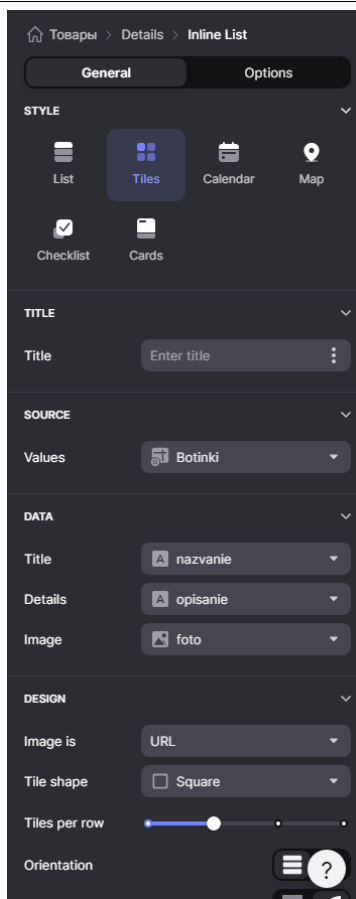 Товары > Details > Inline List
General Options
STYLE
List Tiles Calendar Map
Checklist Cards
TITLE
Title Enter title
SOURCE
Values Botinki
DATA
Title A nazvanie
Details A opisanie
Image foto
DESIGN
Image is URL
Tile shape Square
Tiles per row
Orientation ?